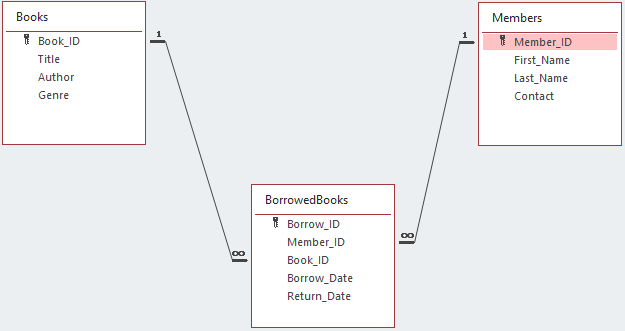 Books
Book_ID
Title
Author
Genre
1
Members
Member_ID
First_Name
Last_Name
Contact
1
BorrowedBooks
Borrow_ID
Member_ID
Book_ID
Borrow_Date
Return_Date
∞
∞